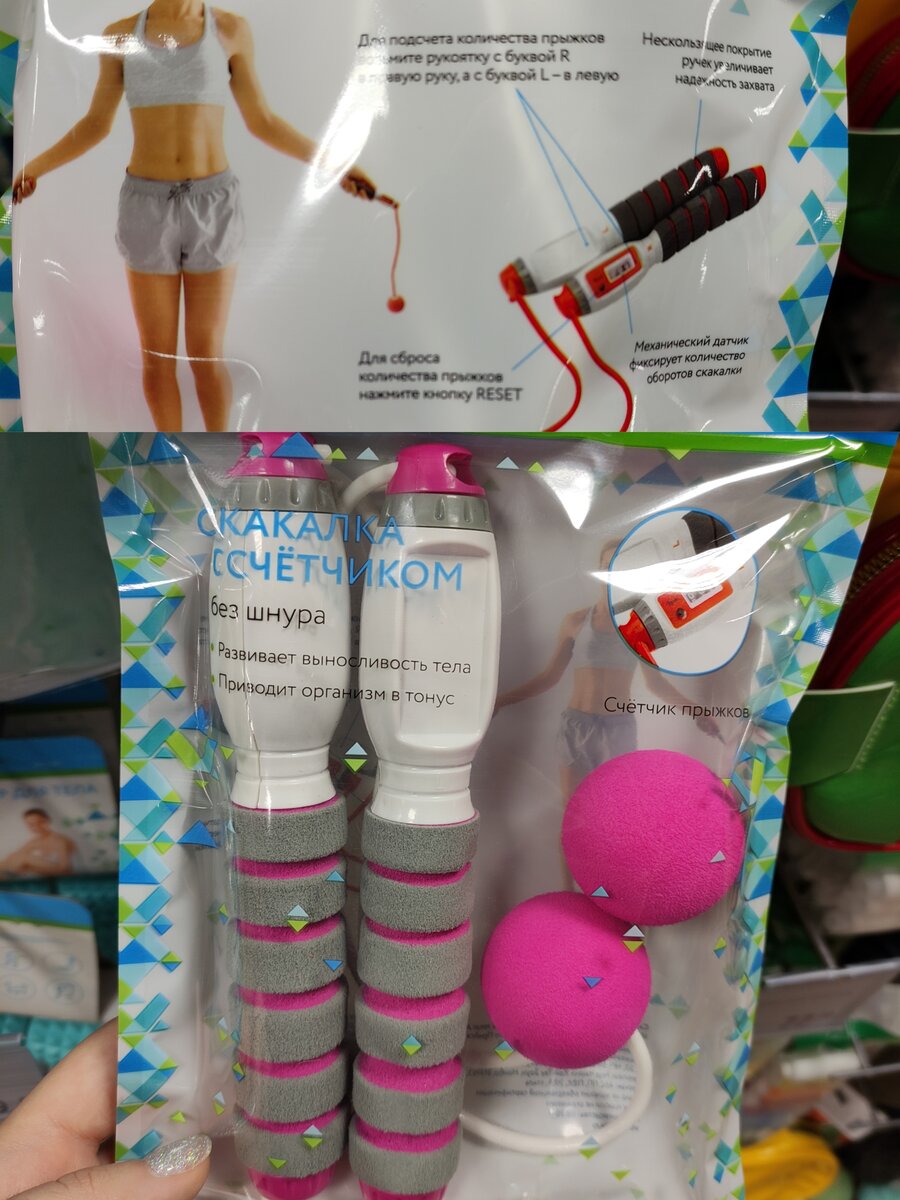 Для подсчета количества прыжков
возьмите рукоятку с буквой R
в правую руку, а с буквой L – в левую
Нескользящее покрытие
ручек увеличивает
надежность захвата
Для сброса
количества прыжков
нажмите кнопку RESET
Механический датчик
фиксирует количество
оборотов скакалки
СКАКАЛКА
С СЧЁТЧИКОМ
без шнура
• Развивает выносливость тела
• Приводит организм в тонус
L
Счётчик прыжков
ДЛЯ ТЕЛА